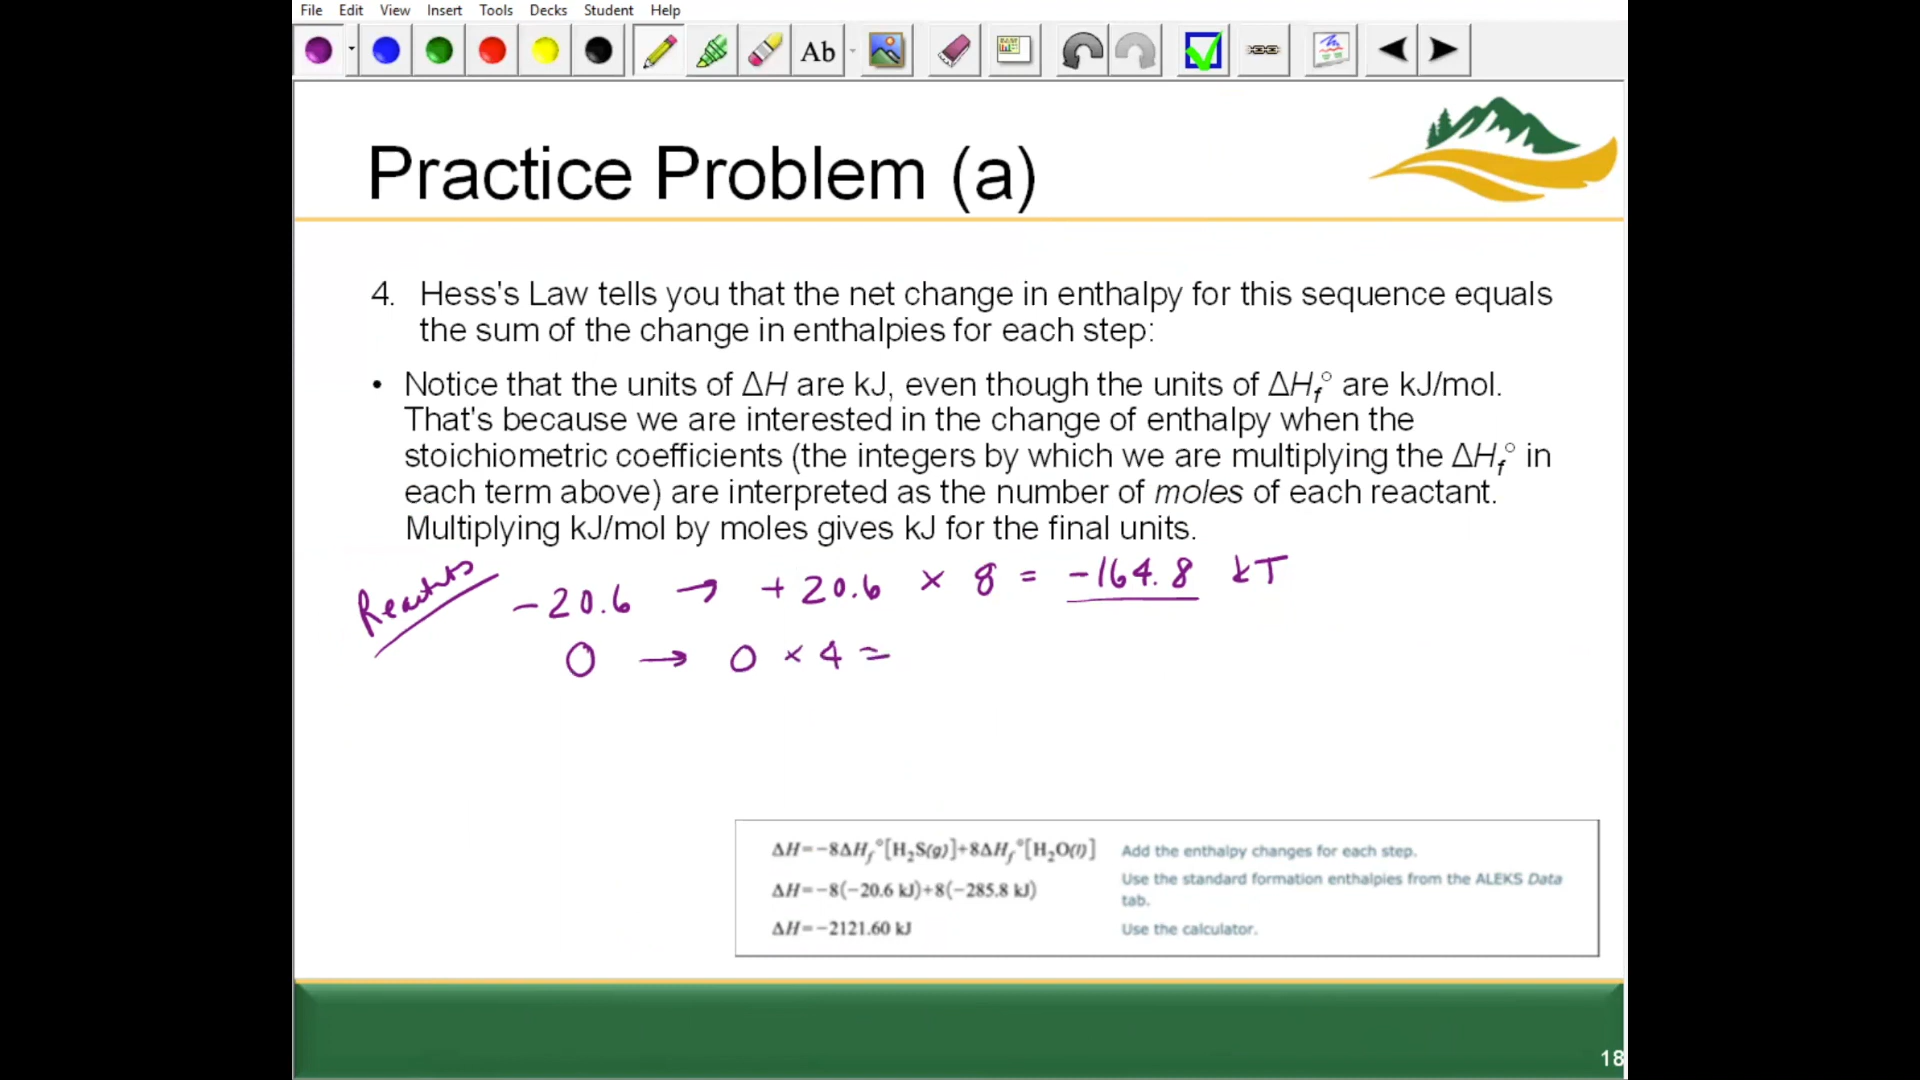 File Edit View Insert Tools Decks Student Help
Ab
Practice Problem (a)
4. Hess's Law tells you that the net change in enthalpy for this sequence equals
the sum of the change in enthalpies for each step:
• Notice that the units of ΔH are kJ, even though the units of ΔHf° are kJ/mol.
That's because we are interested in the change of enthalpy when the
stoichiometric coefficients (the integers by which we are multiplying the ΔHf° in
each term above) are interpreted as the number of moles of each reactant.
Multiplying kJ/mol by moles gives kJ for the final units.
Reactnts -20.6 → +20.6 × 8 = -164.8 kJ
0 → 0 × 4 =
ΔH=−8ΔHf°[H2S(g)]+8ΔHf°[H2O(l)] Add the enthalpy changes for each step.
ΔH=−8(−20.6 kJ)+8(−285.8 kJ) Use the standard formation enthalpies from the ALEKS Data
tab.
ΔH=−2121.60 kJ Use the calculator.
18